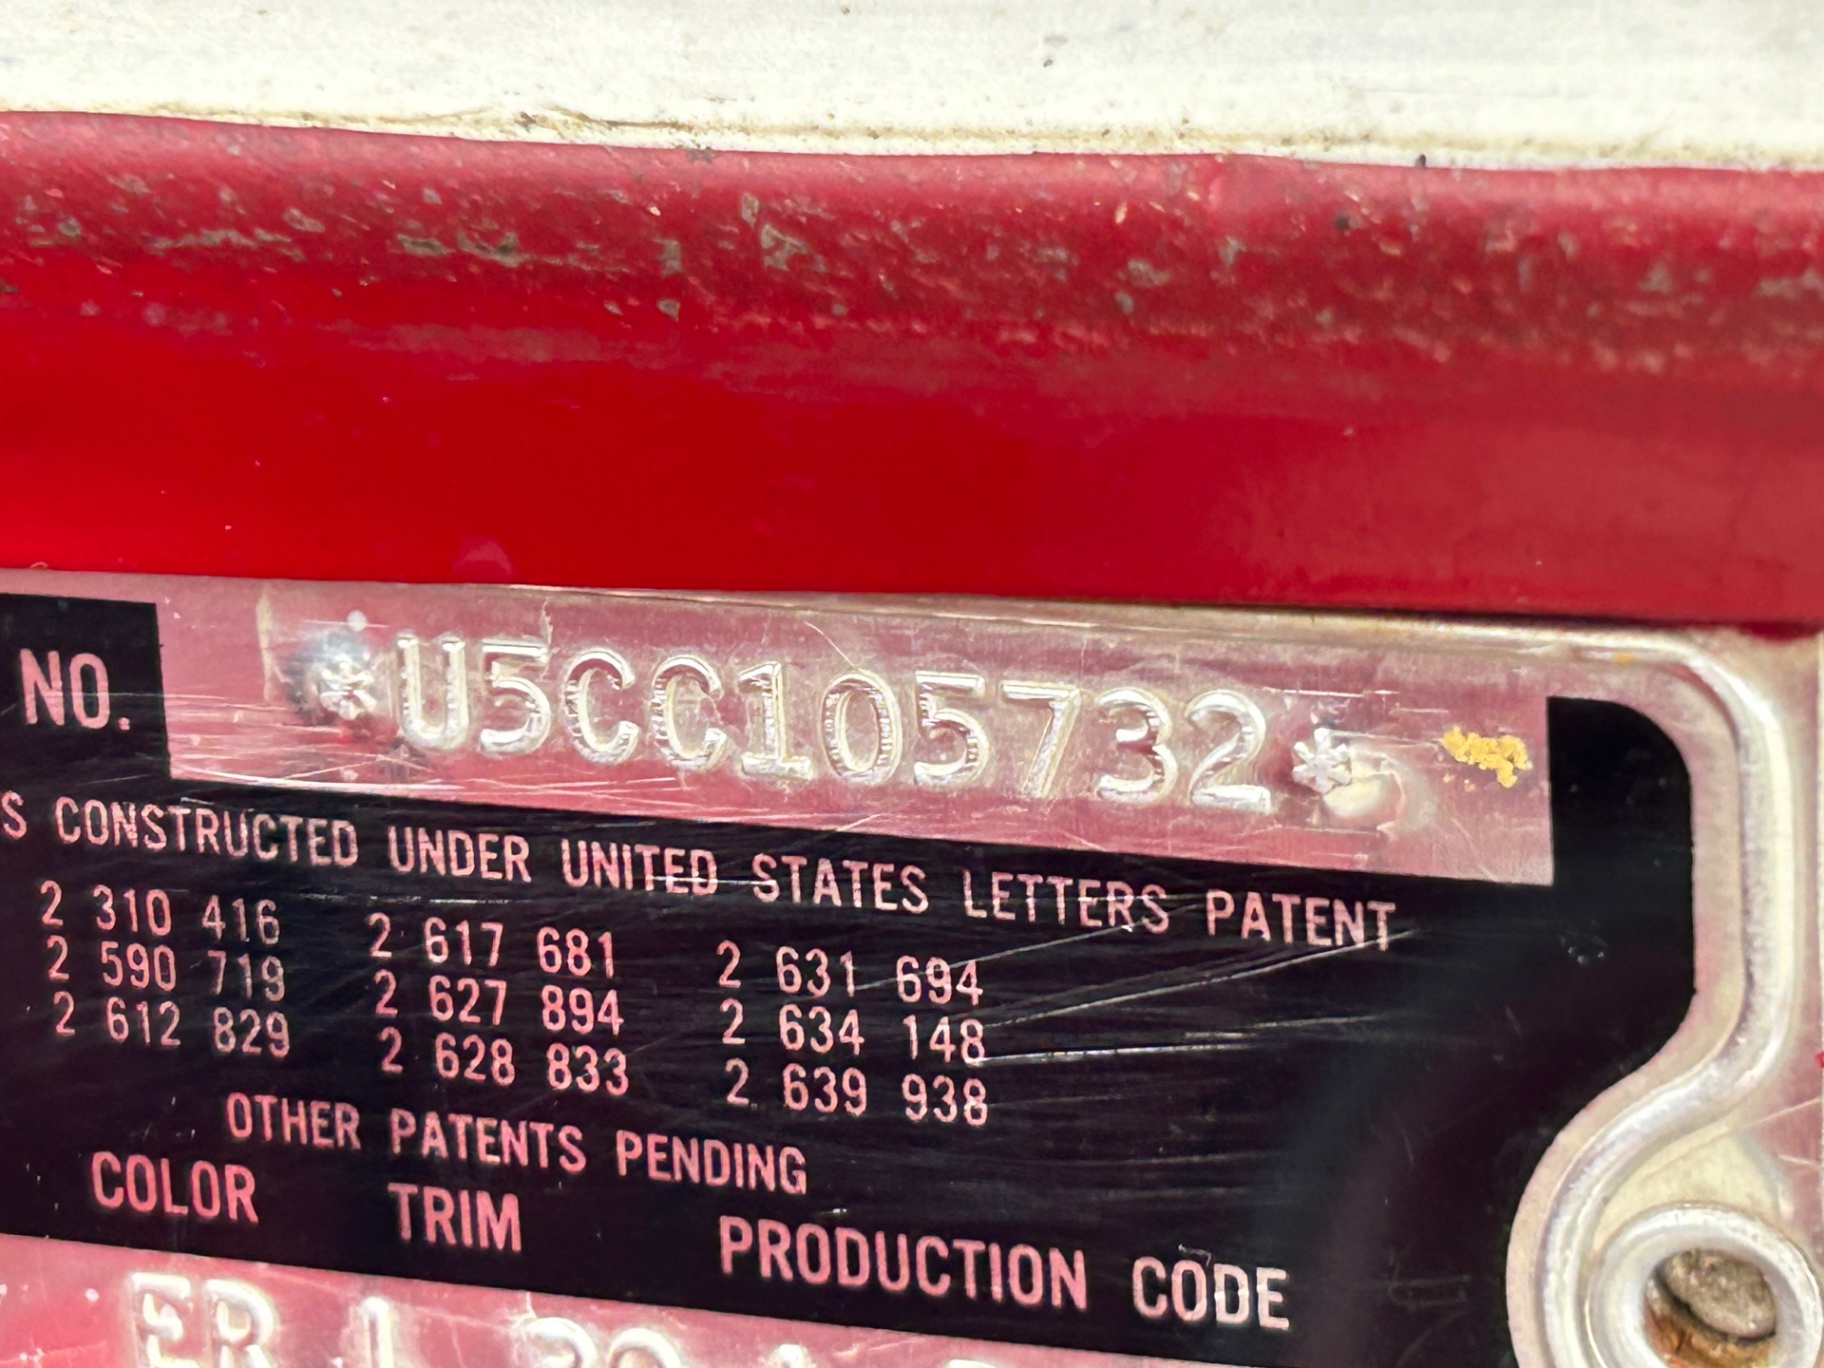 NO. *U5CC105732*
S CONSTRUCTED UNDER UNITED STATES LETTERS PATENT
2 310 416 2 617 681 2 631 694
2 590 719 2 627 894 2 634 148
2 612 829 2 628 833 2 639 938
OTHER PATENTS PENDING
COLOR TRIM PRODUCTION CODE